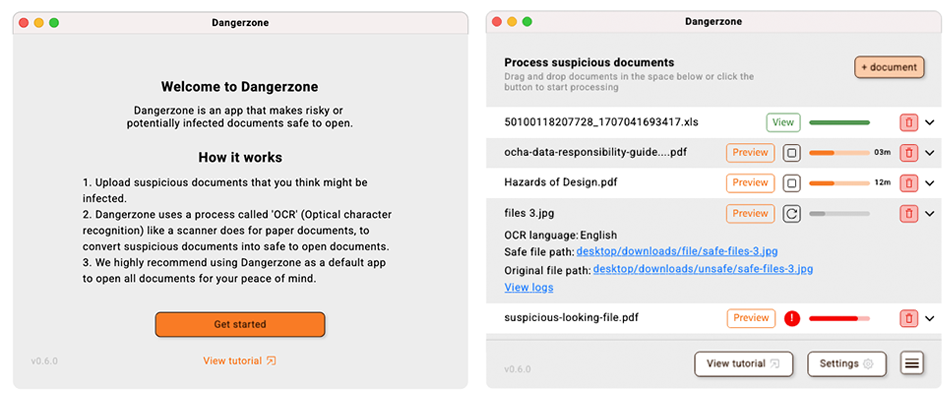 Dangerzone
Welcome to Dangerzone
Dangerzone is an app that makes risky or
potentially infected documents safe to open.
How it works
1. Upload suspicious documents that you think might be
infected.
2. Dangerzone uses a process called 'OCR' (Optical character
recognition) like a scanner does for paper documents, to
convert suspicious documents into safe to open documents.
3. We highly recommend using Dangerzone as a default app
to open all documents for your peace of mind.
Get started
v0.6.0
View tutorial
Dangerzone
Process suspicious documents
Drag and drop documents in the space below or click the
button to start processing
+ document
50100118207728_1707041693417.xls View
ocha-data-responsibility-guide....pdf Preview 03m
Hazards of Design.pdf Preview 12m
files 3.jpg Preview
OCR language: English
Safe file path: desktop/downloads/file/safe-files-3.jpg
Original file path: desktop/downloads/unsafe/safe-files-3.jpg
View logs
suspicious-looking-file.pdf Preview !
v0.6.0
View tutorial
Settings